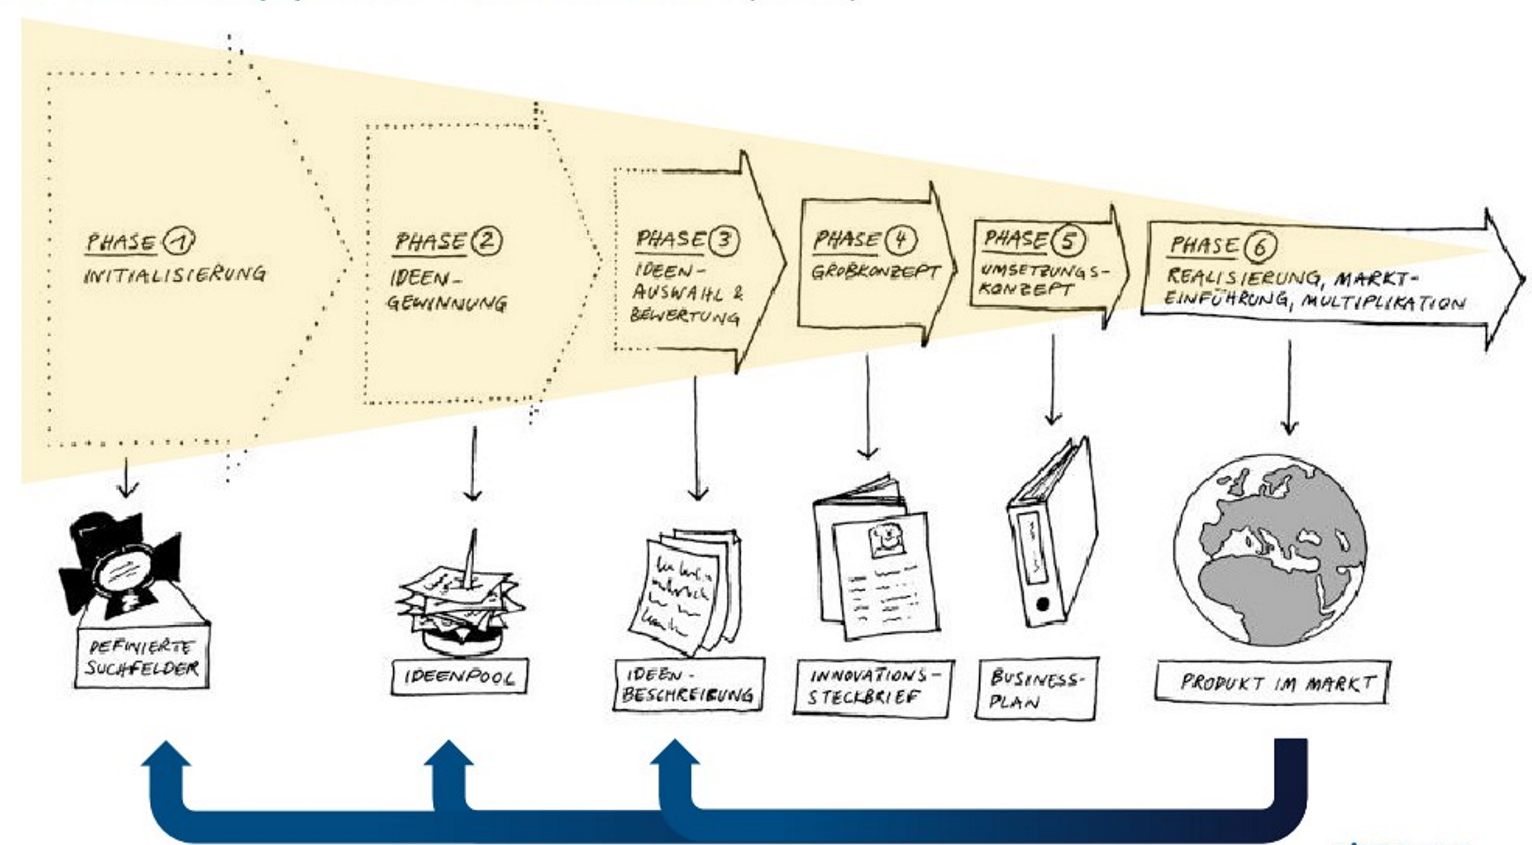 PHASE 1
INITIALISIERUNG
PHASE 2
IDEEN-
GEWINNUNG
PHASE 3
IDEEN-
AUSWAHL &
BEWERTUNG
PHASE 4
GROBKONZEPT
PHASE 5
UMSETZUNGS-
KONZEPT
PHASE 6
REALISIERUNG, MARKT-
EINFÜHRUNG, MULTIPLIKATION
DEFINIERTE
SUCHFELDER
IDEENPOOL
IDEEN-
BESCHREIBUNG
INNOVATIONS-
STECKBRIEF
BUSINESS-
PLAN
PRODUKT IM MARKT